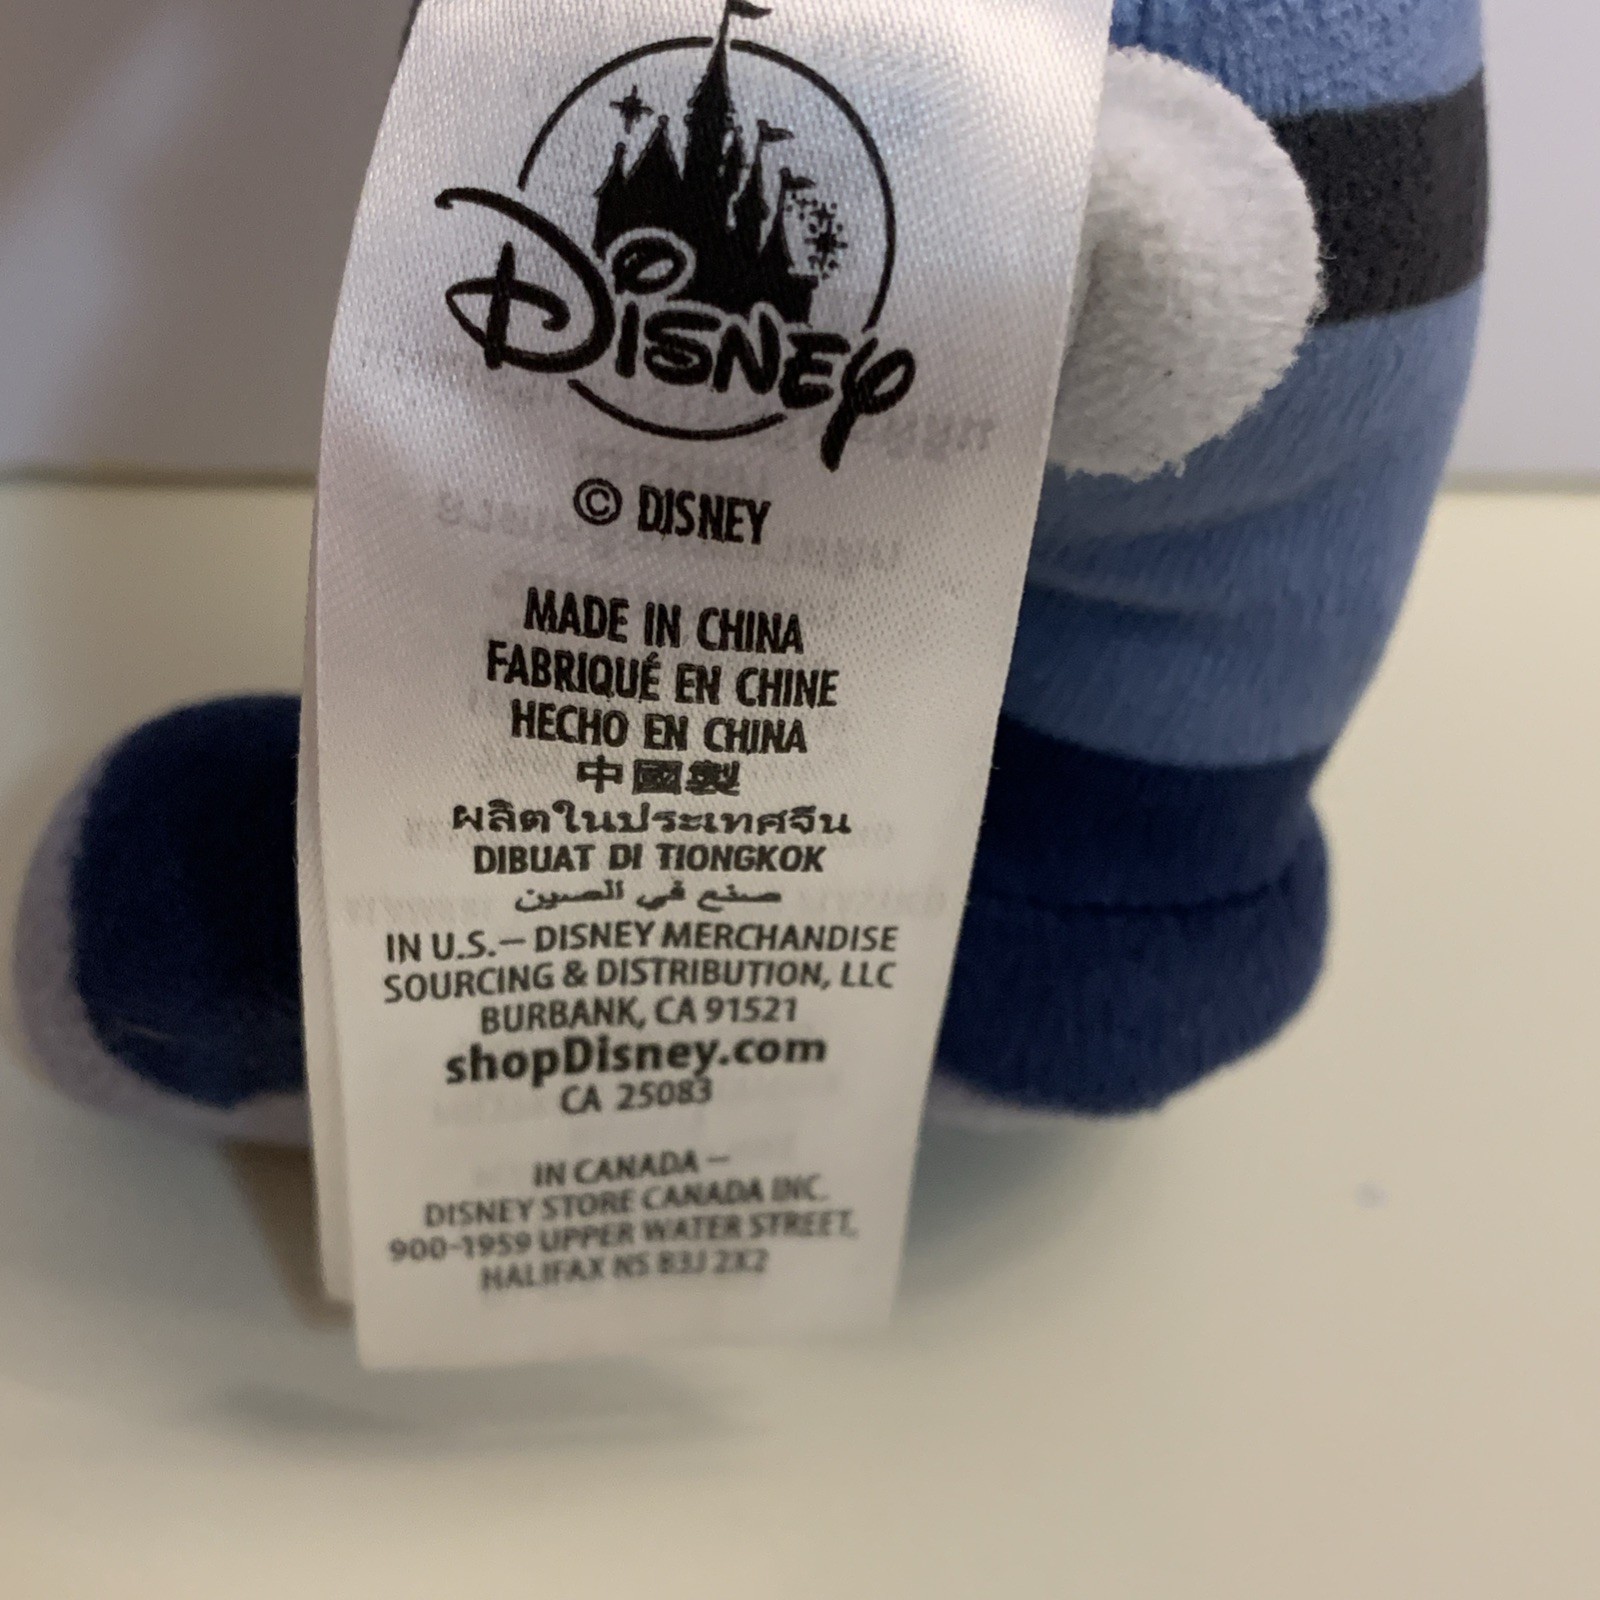 DISNEY
© DISNEY
MADE IN CHINA
FABRIQUÉ EN CHINE
HECHO EN CHINA
中國製
ผลิตในประเทศจีน
DIBUAT DI TIONGKOK
صنع في الصين
IN U.S.– DISNEY MERCHANDISE
SOURCING & DISTRIBUTION, LLC
BURBANK, CA 91521
shopDisney.com
CA 25083
IN CANADA –
DISNEY STORE CANADA INC.
900-1959 UPPER WATER STREET,
HALIFAX NS B3J 2X2